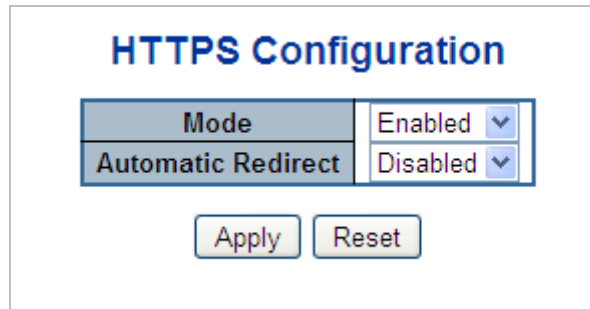 HTTPS Configuration
Mode Enabled
Automatic Redirect Disabled
Apply Reset